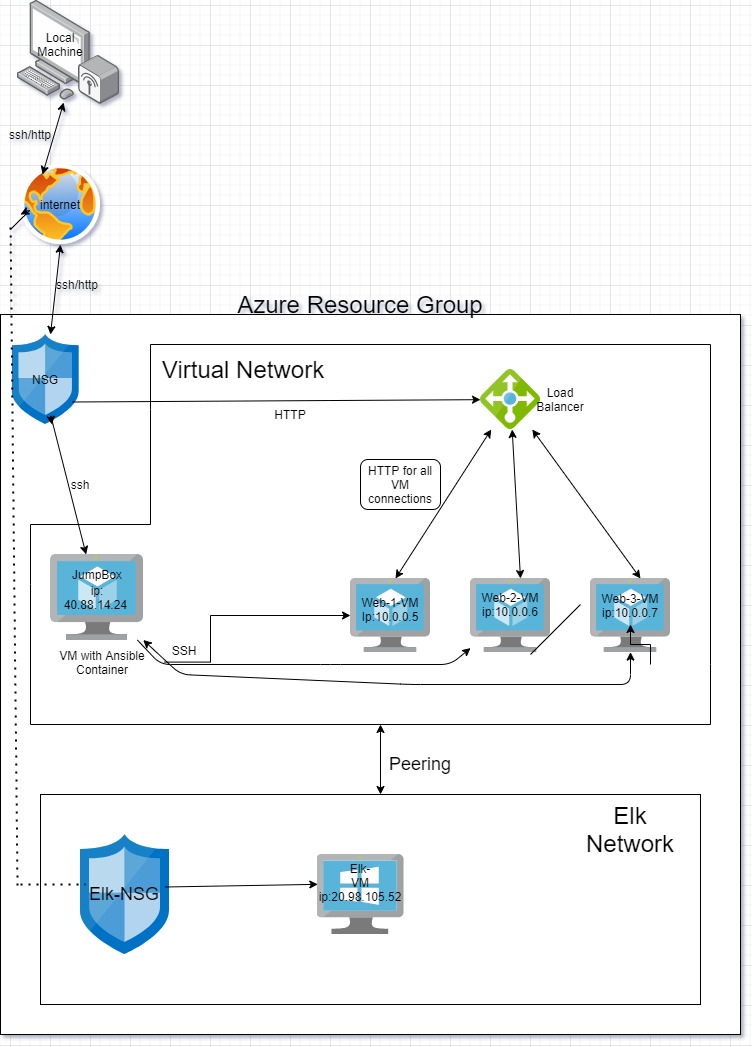 Local
Machine
ssh/http
internet
ssh/http
Azure Resource Group
NSG
Virtual Network
Load
Balancer
HTTP
ssh
HTTP for all
VM
connections
JumpBox
ip:
40.88.14.24
Web-1-VM
Ip:10.0.0.5
Web-2-VM
ip:10.0.0.6
Web-3-VM
ip:10.0.0.7
VM with Ansible
Container
SSH
Peering
Elk
Network
Elk-NSG
Elk-
VM
ip:20.98.105.52